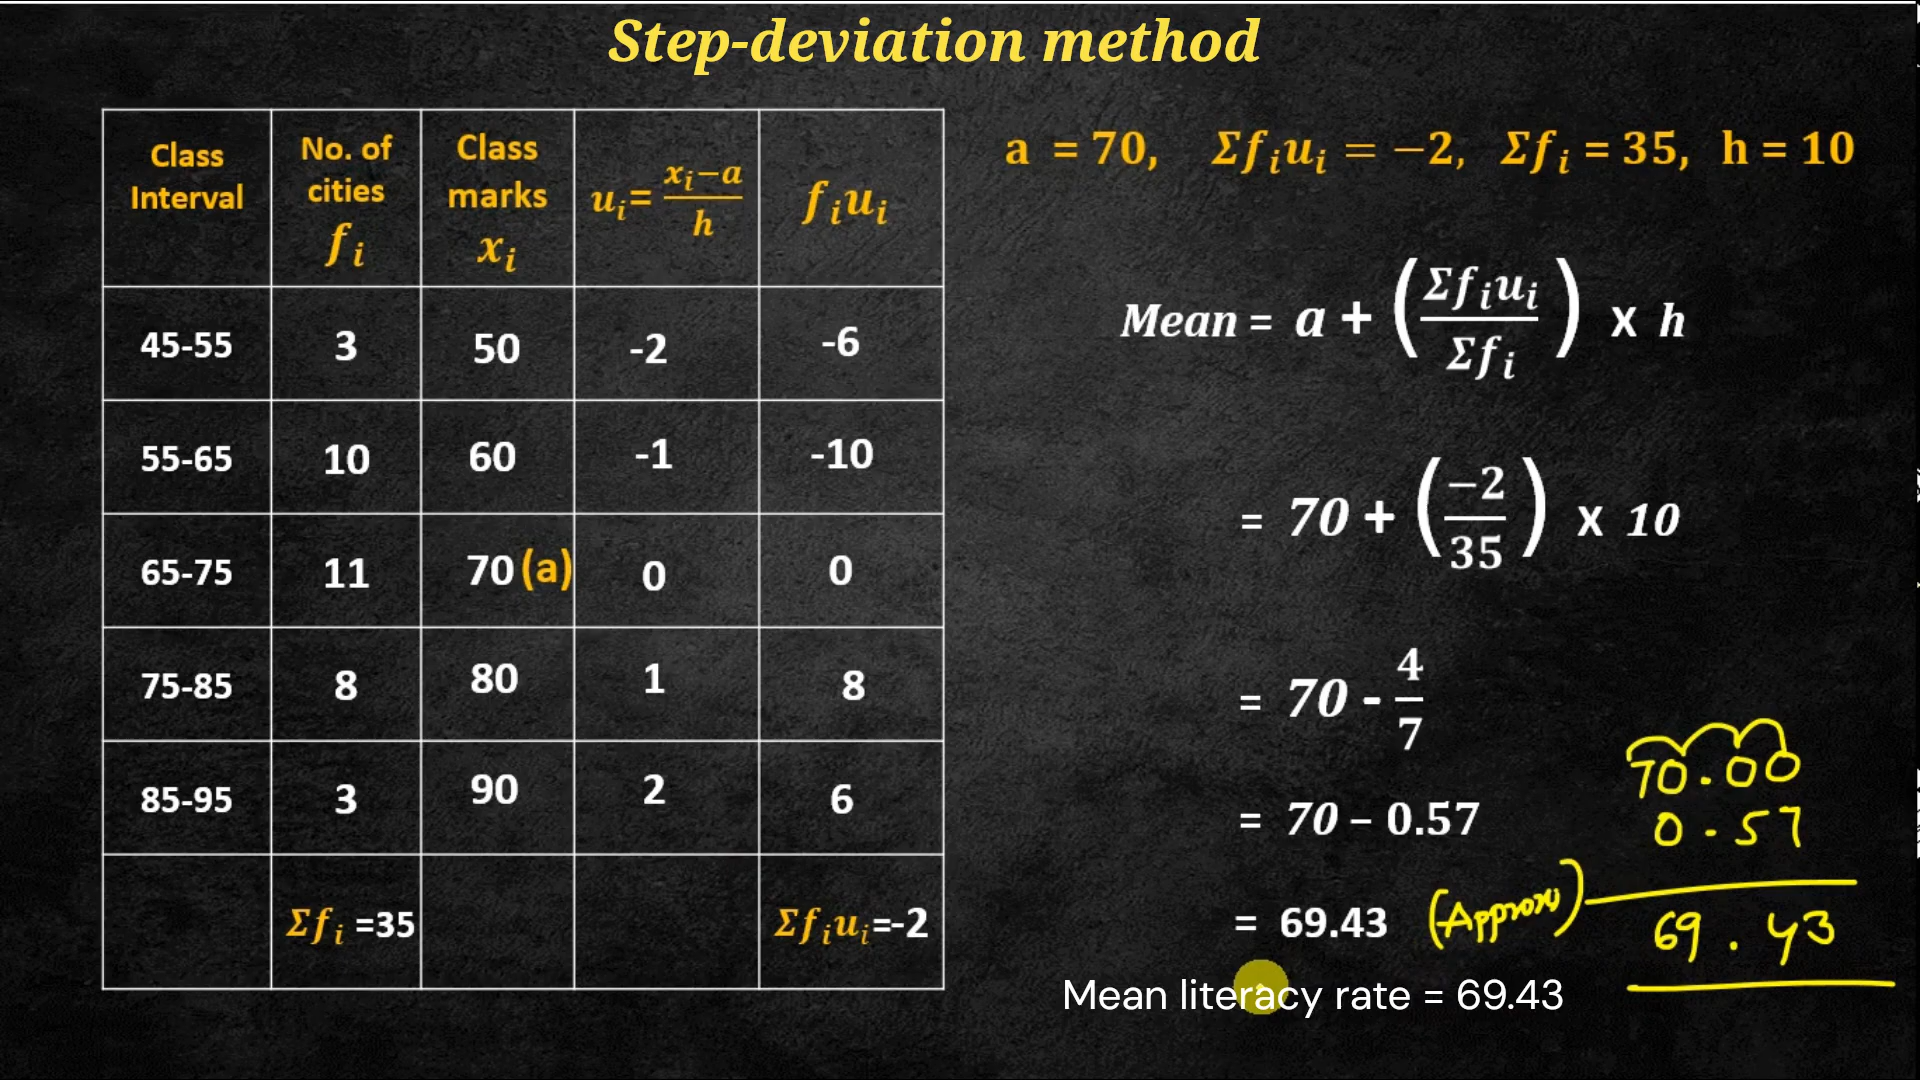 Step-deviation method
Class Interval | No. of cities fᵢ | Class marks xᵢ | uᵢ= (xᵢ−a)/h | fᵢuᵢ
45-55 | 3 | 50 | -2 | -6
55-65 | 10 | 60 | -1 | -10
65-75 | 11 | 70 (a) | 0 | 0
75-85 | 8 | 80 | 1 | 8
85-95 | 3 | 90 | 2 | 6
Σfᵢ =35 | Σfᵢuᵢ=-2
a = 70, Σfᵢuᵢ = −2, Σfᵢ = 35, h = 10
Mean = a + (Σfᵢuᵢ/Σfᵢ) x h
= 70 + (−2/35) x 10
= 70 - 4/7
= 70 – 0.57
= 69.43 (Approx)
70.00
0.57
69.43
Mean literacy rate = 69.43